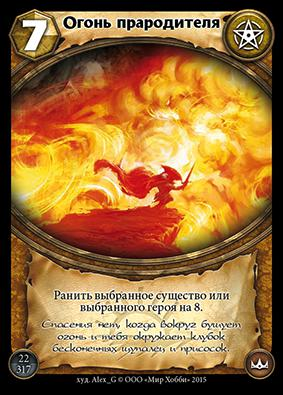 7
Огонь прародителя
Ранить выбранное существо или
выбранного героя на 8.
Спасения нет, когда вокруг бушует
огонь и тебя окружает клубок
бесконечных щупалец и присосок.
22
317
худ. Alex_G © ООО «Мир Хобби» 2015